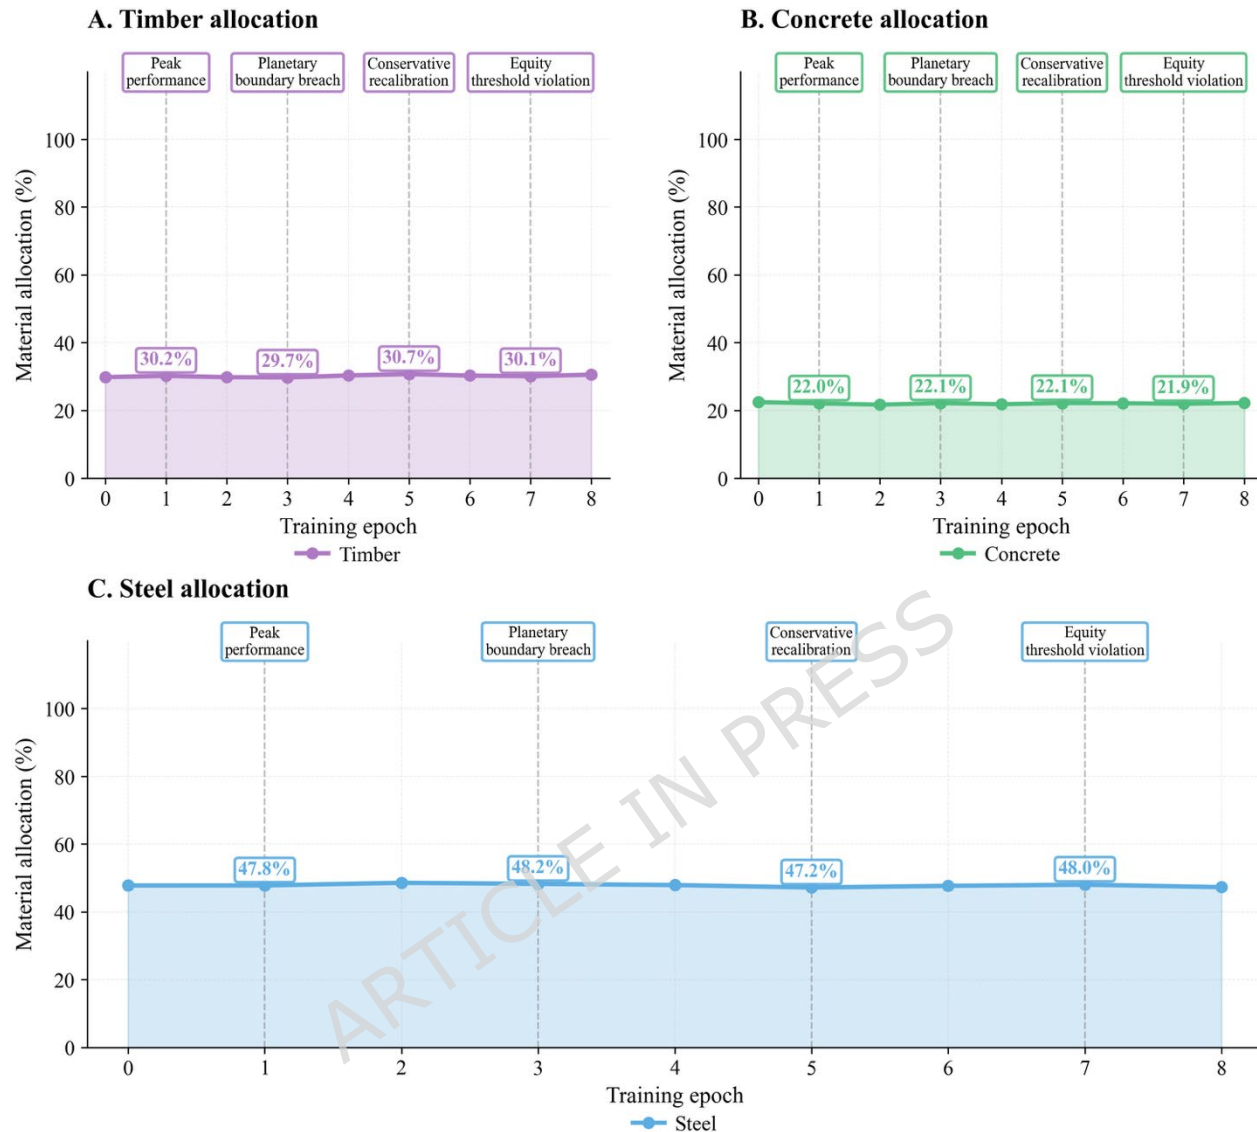 A. Timber allocation
Peak
performance
Planetary
boundary breach
Conservative
recalibration
Equity
threshold violation
Material allocation (%)
100
80
60
40
20
0
30.2%
29.7%
30.7%
30.1%
0 1 2 3 4 5 6 7 8
Training epoch
Timber
B. Concrete allocation
Peak
performance
Planetary
boundary breach
Conservative
recalibration
Equity
threshold violation
Material allocation (%)
100
80
60
40
20
0
22.0%
22.1%
22.1%
21.9%
0 1 2 3 4 5 6 7 8
Training epoch
Concrete
C. Steel allocation
Peak
performance
Planetary
boundary breach
Conservative
recalibration
Equity
threshold violation
Material allocation (%)
100
80
60
40
20
0
47.8%
48.2%
47.2%
48.0%
0 1 2 3 4 5 6 7 8
Training epoch
Steel
ARTICLE IN PRESS